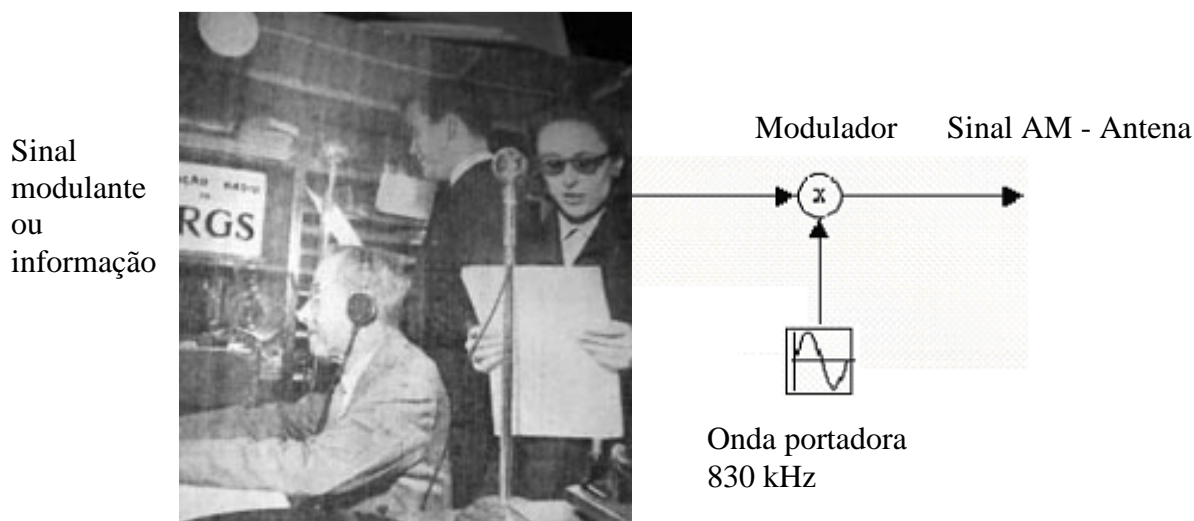 Sinal
modulante
ou
informação
RGS
Modulador
Sinal AM - Antena
x
Onda portadora
830 kHz